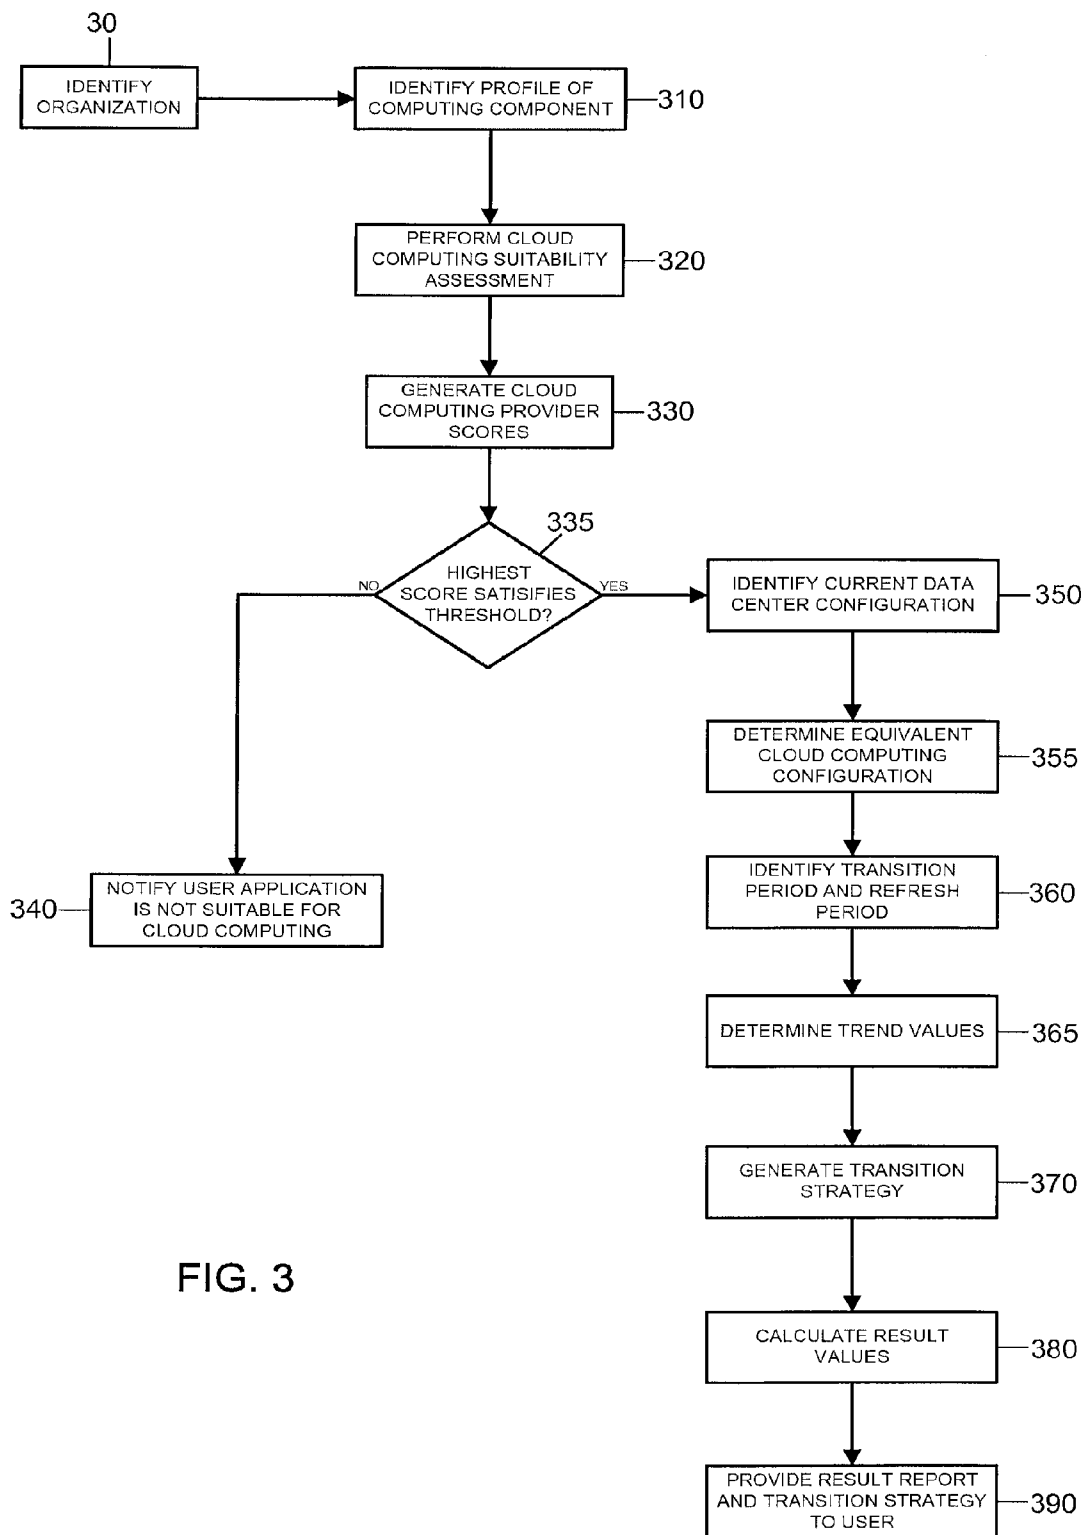 30
IDENTIFY
ORGANIZATION
IDENTIFY PROFILE OF
COMPUTING COMPONENT
310
PERFORM CLOUD
COMPUTING SUITABILITY
ASSESSMENT
320
GENERATE CLOUD
COMPUTING PROVIDER
SCORES
330
335
HIGHEST
SCORE SATISIFIES
THRESHOLD?
NO
YES
IDENTIFY CURRENT DATA
CENTER CONFIGURATION
350
DETERMINE EQUIVALENT
CLOUD COMPUTING
CONFIGURATION
355
NOTIFY USER APPLICATION
IS NOT SUITABLE FOR
CLOUD COMPUTING
340
IDENTIFY TRANSITION
PERIOD AND REFRESH
PERIOD
360
DETERMINE TREND VALUES
365
GENERATE TRANSITION
STRATEGY
370
FIG. 3
CALCULATE RESULT
VALUES
380
PROVIDE RESULT REPORT
AND TRANSITION STRATEGY
TO USER
390